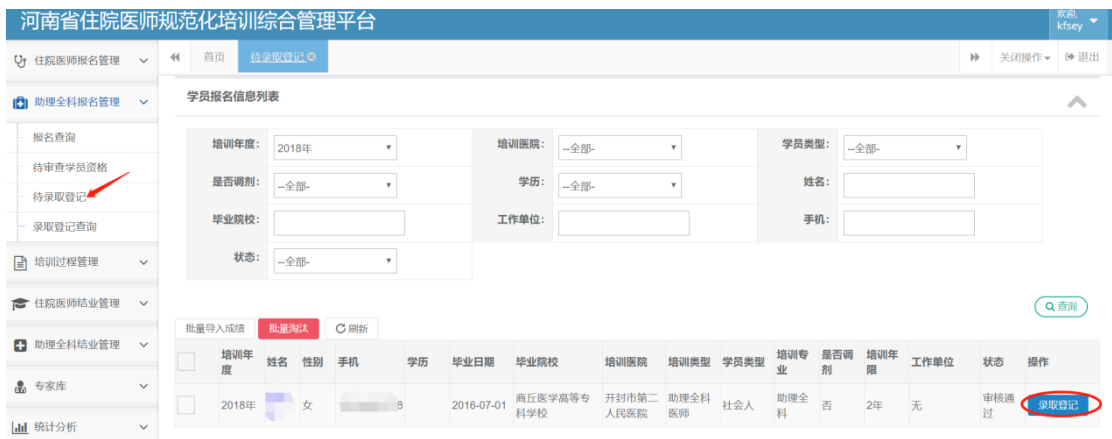 河南省住院医师规范化培训综合管理平台
欢迎,
kfsey
住院医师报名管理
首页
待录取登记
关闭操作
退出
助理全科报名管理
报名查询
待审查学员资格
待录取登记
录取登记查询
培训过程管理
住院医师结业管理
助理全科结业管理
专家库
统计分析
学员报名信息列表
培训年度： 2018年 培训医院： --全部- 学员类型： --全部-
是否调剂： --全部- 学历： --全部- 姓名：
毕业院校： 工作单位： 手机：
状态： --全部-
查询
批量导入成绩 批量淘汰 刷新
培训年度 姓名 性别 手机 学历 毕业日期 毕业院校 培训医院 培训类型 学员类型 培训专业 是否调剂 培训年限 工作单位 状态 操作
2018年 女 8 2016-07-01 商丘医学高等专科学校 开封市第二人民医院 助理全科医师 社会人 助理全科 否 2年 无 审核通过 录取登记